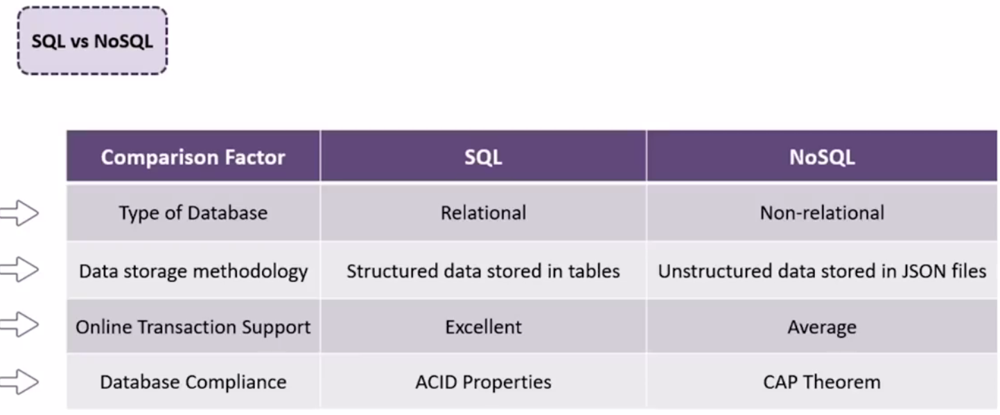 SQL vs NoSQL
Comparison Factor SQL NoSQL
Type of Database Relational Non-relational
Data storage methodology Structured data stored in tables Unstructured data stored in JSON files
Online Transaction Support Excellent Average
Database Compliance ACID Properties CAP Theorem